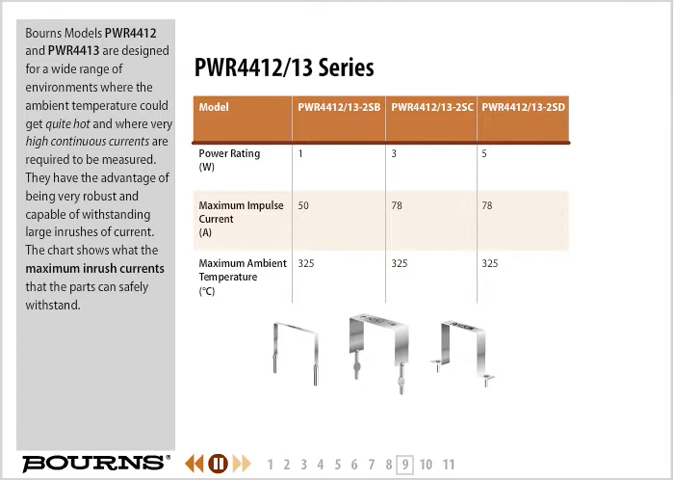 Bourns Models PWR4412
and PWR4413 are designed
for a wide range of
environments where the
ambient temperature could
get quite hot and where very
high continuous currents are
required to be measured.
They have the advantage of
being very robust and
capable of withstanding
large inrushes of current.
The chart shows what the
maximum inrush currents
that the parts can safely
withstand.
PWR4412/13 Series
Model PWR4412/13-2SB PWR4412/13-2SC PWR4412/13-2SD
Power Rating 1 3 5
(W)
Maximum Impulse 50 78 78
Current
(A)
Maximum Ambient 325 325 325
Temperature
(°C)
BOURNS®
1 2 3 4 5 6 7 8 9 10 11